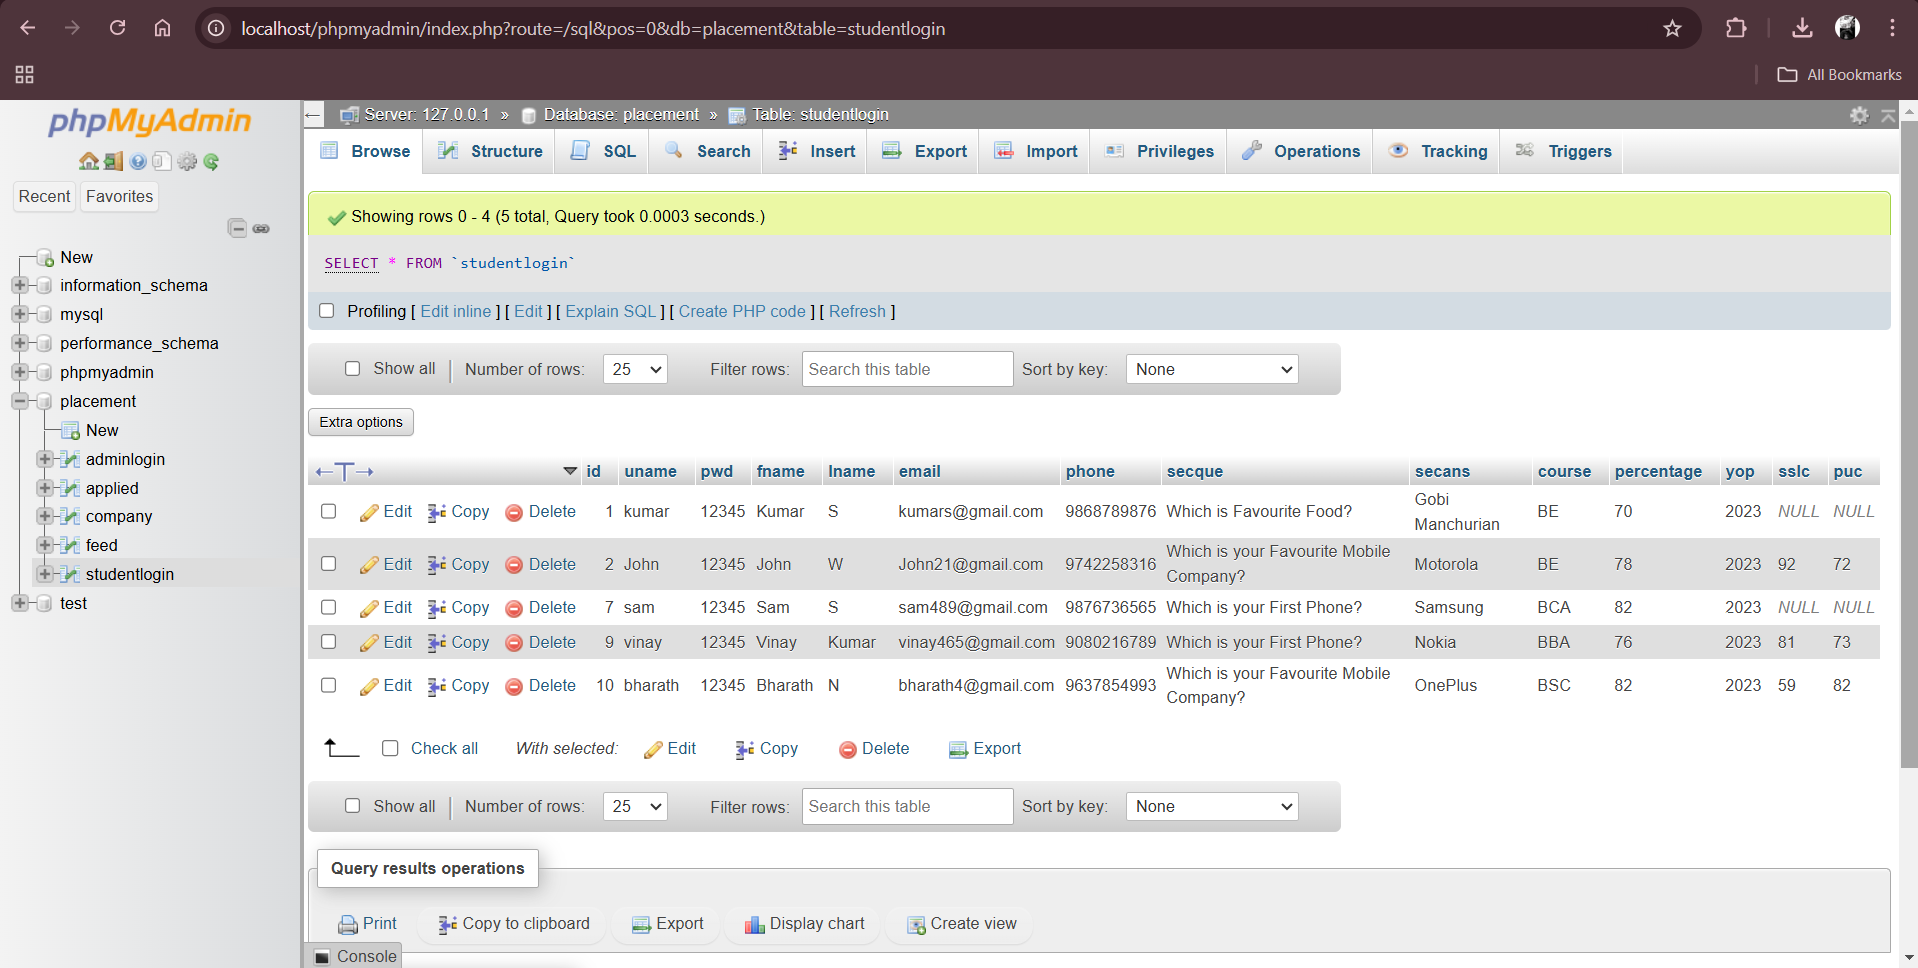 localhost/phpmyadmin/index.php?route=/sql&pos=0&db=placement&table=studentlogin
All Bookmarks
phpMyAdmin
Recent Favorites
New
information_schema
mysql
performance_schema
phpmyadmin
placement
New
adminlogin
applied
company
feed
studentlogin
test
Server: 127.0.0.1 » Database: placement » Table: studentlogin
Browse Structure SQL Search Insert Export Import Privileges Operations Tracking Triggers
Showing rows 0 - 4 (5 total, Query took 0.0003 seconds.)
SELECT * FROM `studentlogin`
Profiling [ Edit inline ] [ Edit ] [ Explain SQL ] [ Create PHP code ] [ Refresh ]
Show all Number of rows: 25 Filter rows: Search this table Sort by key: None
Extra options
←T→ id uname pwd fname lname email phone secque secans course percentage yop sslc puc
Edit Copy Delete 1 kumar 12345 Kumar S kumars@gmail.com 9868789876 Which is Favourite Food? Gobi Manchurian BE 70 2023 NULL NULL
Edit Copy Delete 2 John 12345 John W John21@gmail.com 9742258316 Which is your Favourite Mobile Company? Motorola BE 78 2023 92 72
Edit Copy Delete 7 sam 12345 Sam S sam489@gmail.com 9876736565 Which is your First Phone? Samsung BCA 82 2023 NULL NULL
Edit Copy Delete 9 vinay 12345 Vinay Kumar vinay465@gmail.com 9080216789 Which is your First Phone? Nokia BBA 76 2023 81 73
Edit Copy Delete 10 bharath 12345 Bharath N bharath4@gmail.com 9637854993 Which is your Favourite Mobile Company? OnePlus BSC 82 2023 59 82
Check all With selected: Edit Copy Delete Export
Show all Number of rows: 25 Filter rows: Search this table Sort by key: None
Query results operations
Print Copy to clipboard Export Display chart Create view
Console